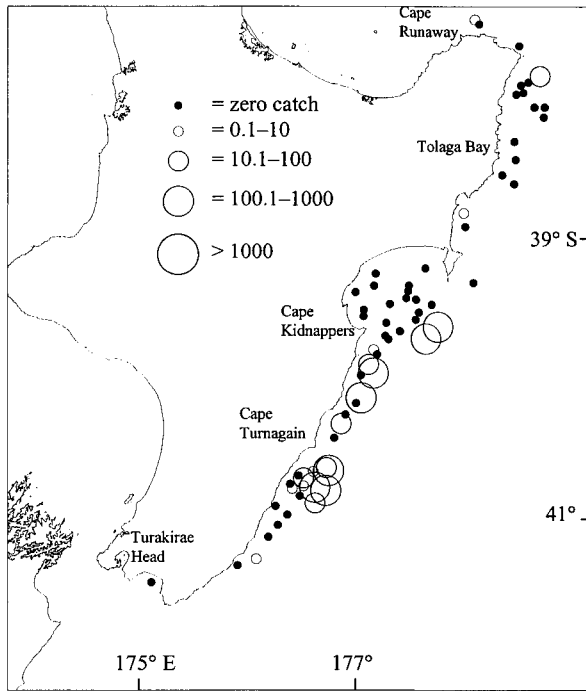 Cape
Runaway
= zero catch
= 0.1–10
= 10.1–100
= 100.1–1000
> 1000
Tolaga Bay
39° S
Cape
Kidnappers
Cape
Turnagain
41°
Turakirae
Head
175° E
177°